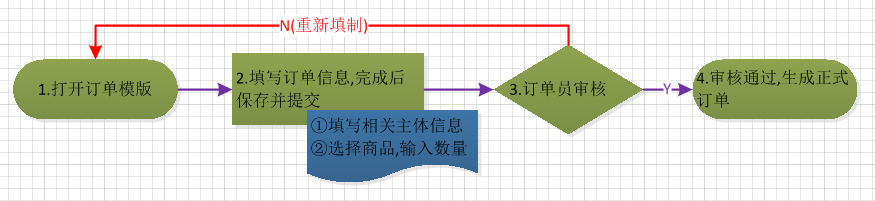 N(重新填制)
1.打开订单模版
2.填写订单信息,完成后
保存并提交
①填写相关主体信息
②选择商品,输入数量
3.订单员审核
Y
4.审核通过,生成正式
订单